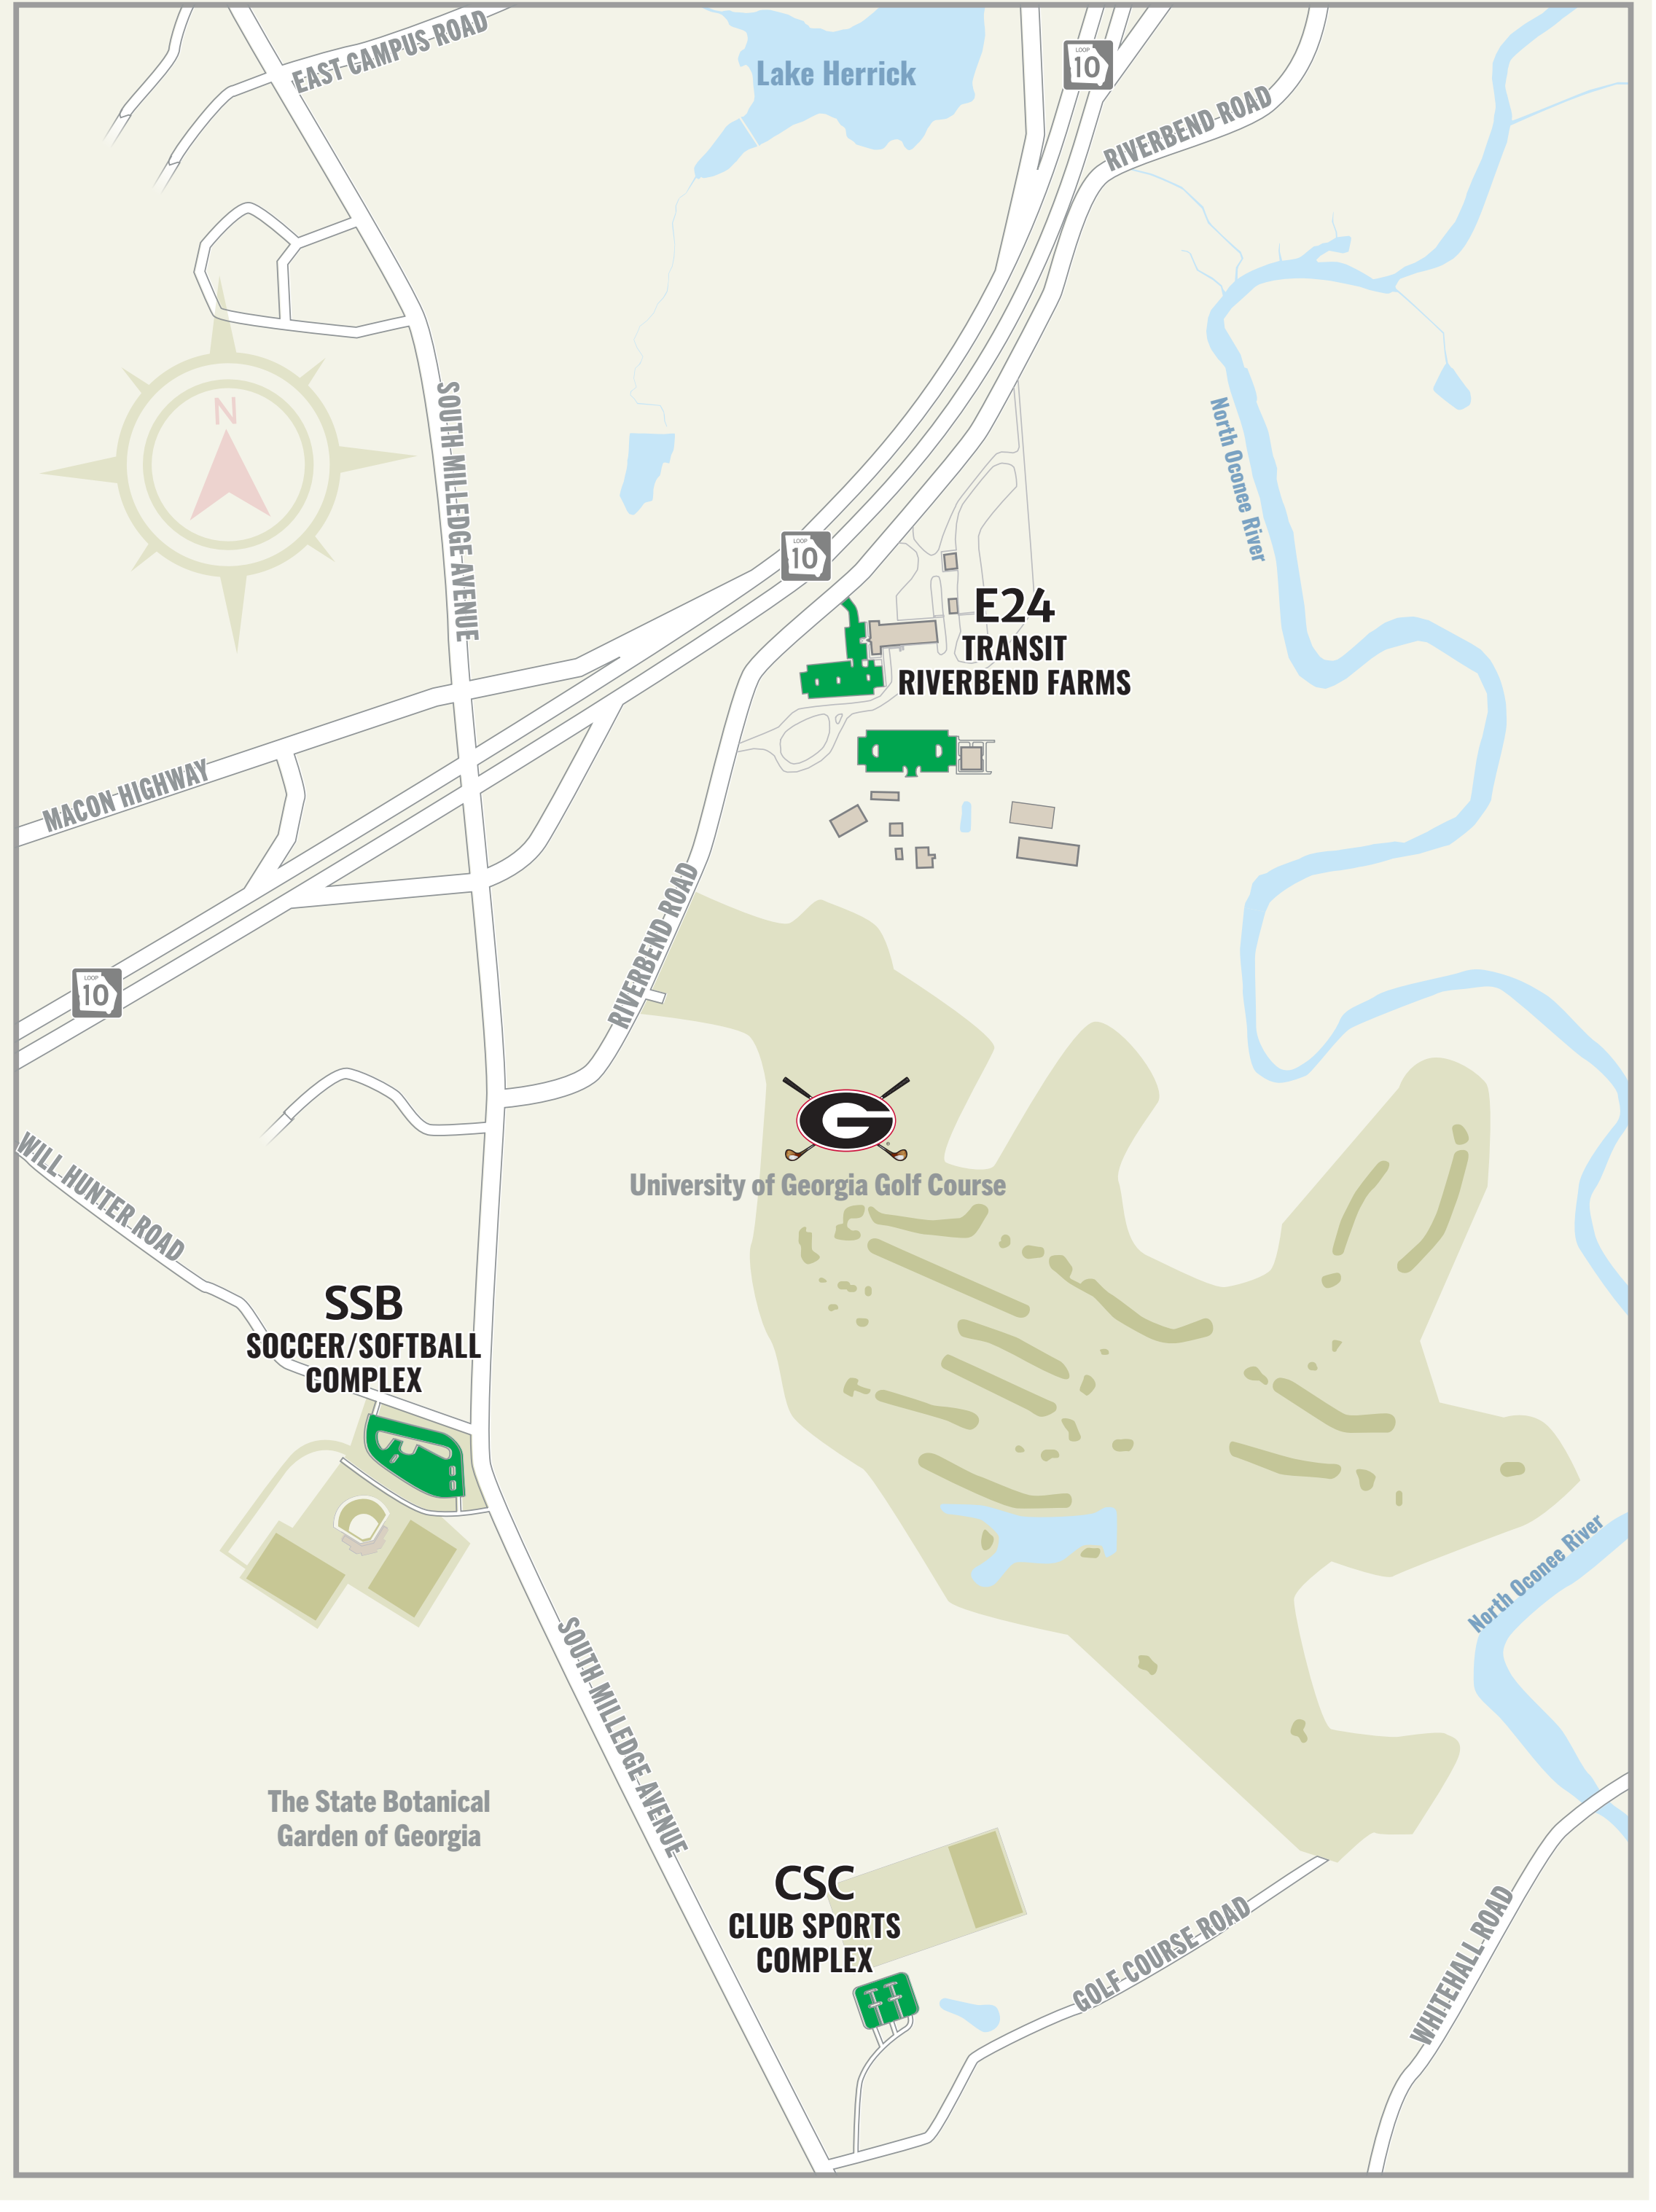 EAST CAMPUS ROAD
Lake Herrick
LOOP
10
RIVERBEND ROAD
N
SOUTH MILLEDGE AVENUE
North Oconee River
LOOP
10
E24
TRANSIT
RIVERBEND FARMS
MACON HIGHWAY
RIVERBEND ROAD
LOOP
10
G
University of Georgia Golf Course
WILL HUNTER ROAD
SSB
SOCCER/SOFTBALL
COMPLEX
North Oconee River
SOUTH MILLEDGE AVENUE
The State Botanical
Garden of Georgia
CSC
CLUB SPORTS
COMPLEX
GOLF COURSE ROAD
WHITEHALL ROAD